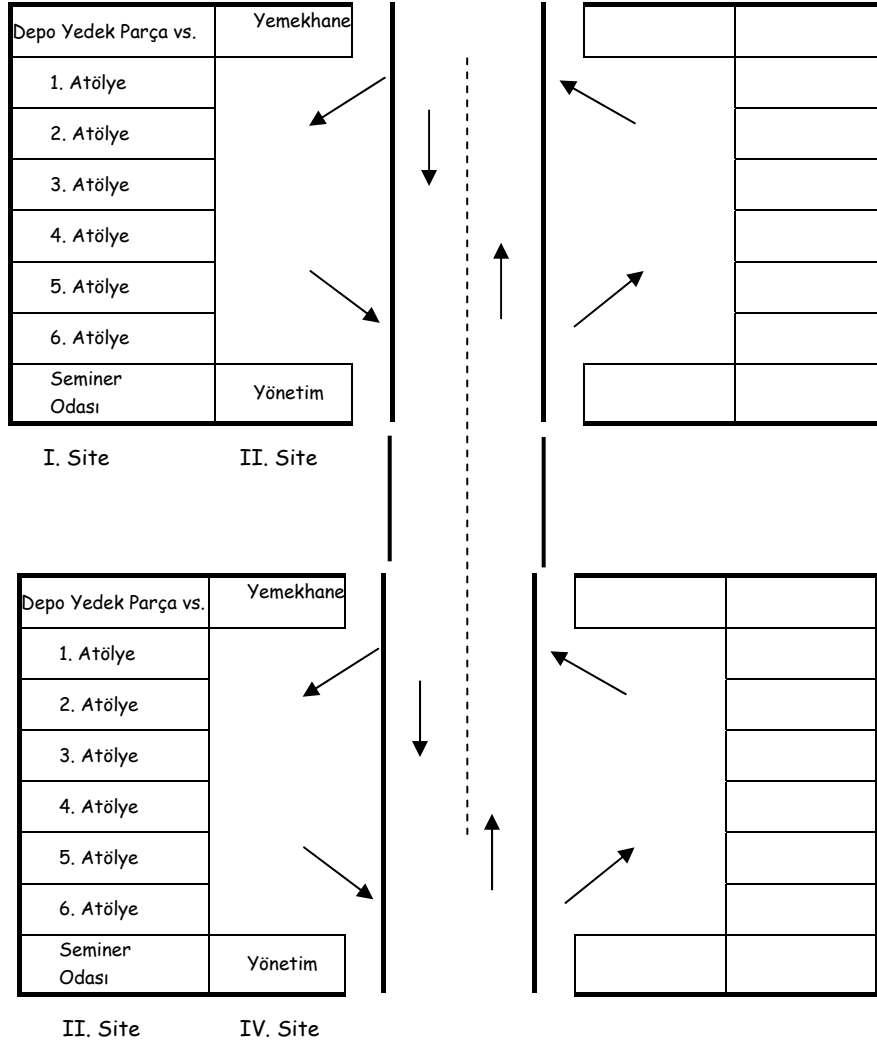 Depo Yedek Parça vs. Yemekhane
1. Atölye
2. Atölye
3. Atölye
4. Atölye
5. Atölye
6. Atölye
Seminer
Odası
Yönetim
I. Site II. Site
Depo Yedek Parça vs. Yemekhane
1. Atölye
2. Atölye
3. Atölye
4. Atölye
5. Atölye
6. Atölye
Seminer
Odası
Yönetim
II. Site IV. Site